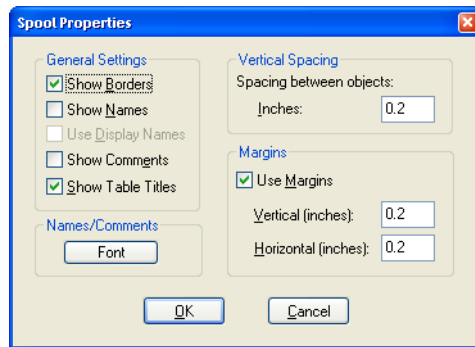 Spool Properties
General Settings
Show Borders
Show Names
Use Display Names
Show Comments
Show Table Titles
Names/Comments
Font
Vertical Spacing
Spacing between objects:
Inches: 0.2
Margins
Use Margins
Vertical (inches): 0.2
Horizontal (inches): 0.2
OK Cancel